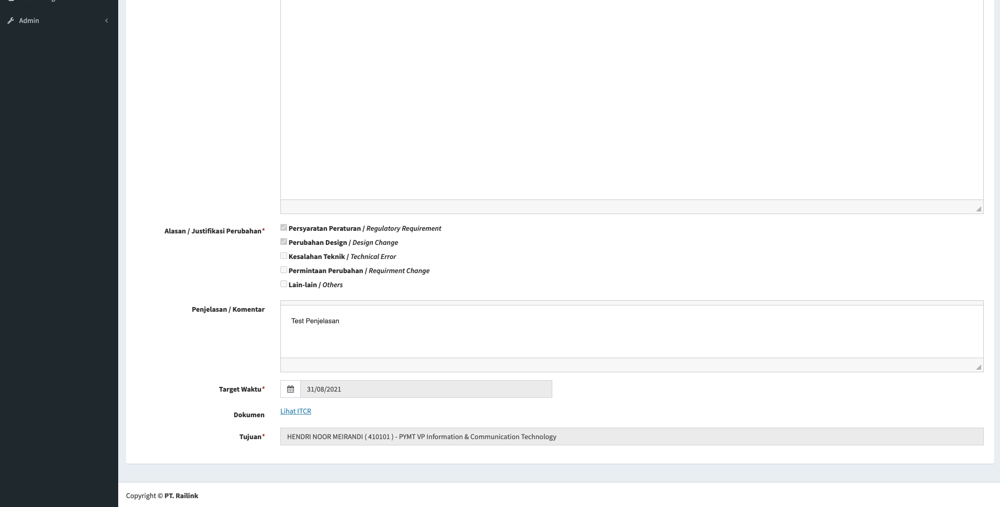 Admin
Alasan / Justifikasi Perubahan*
Persyaratan Peraturan / Regulatory Requirement
Perubahan Design / Design Change
Kesalahan Teknik / Technical Error
Permintaan Perubahan / Requirment Change
Lain-lain / Others
Penjelasan / Komentar
Test Penjelasan
Target Waktu*
31/08/2021
Dokumen
Lihat ITCR
Tujuan*
HENDRI NOOR MEIRANDI ( 410101 ) - PYMT VP Information & Communication Technology
Copyright © PT. Railink